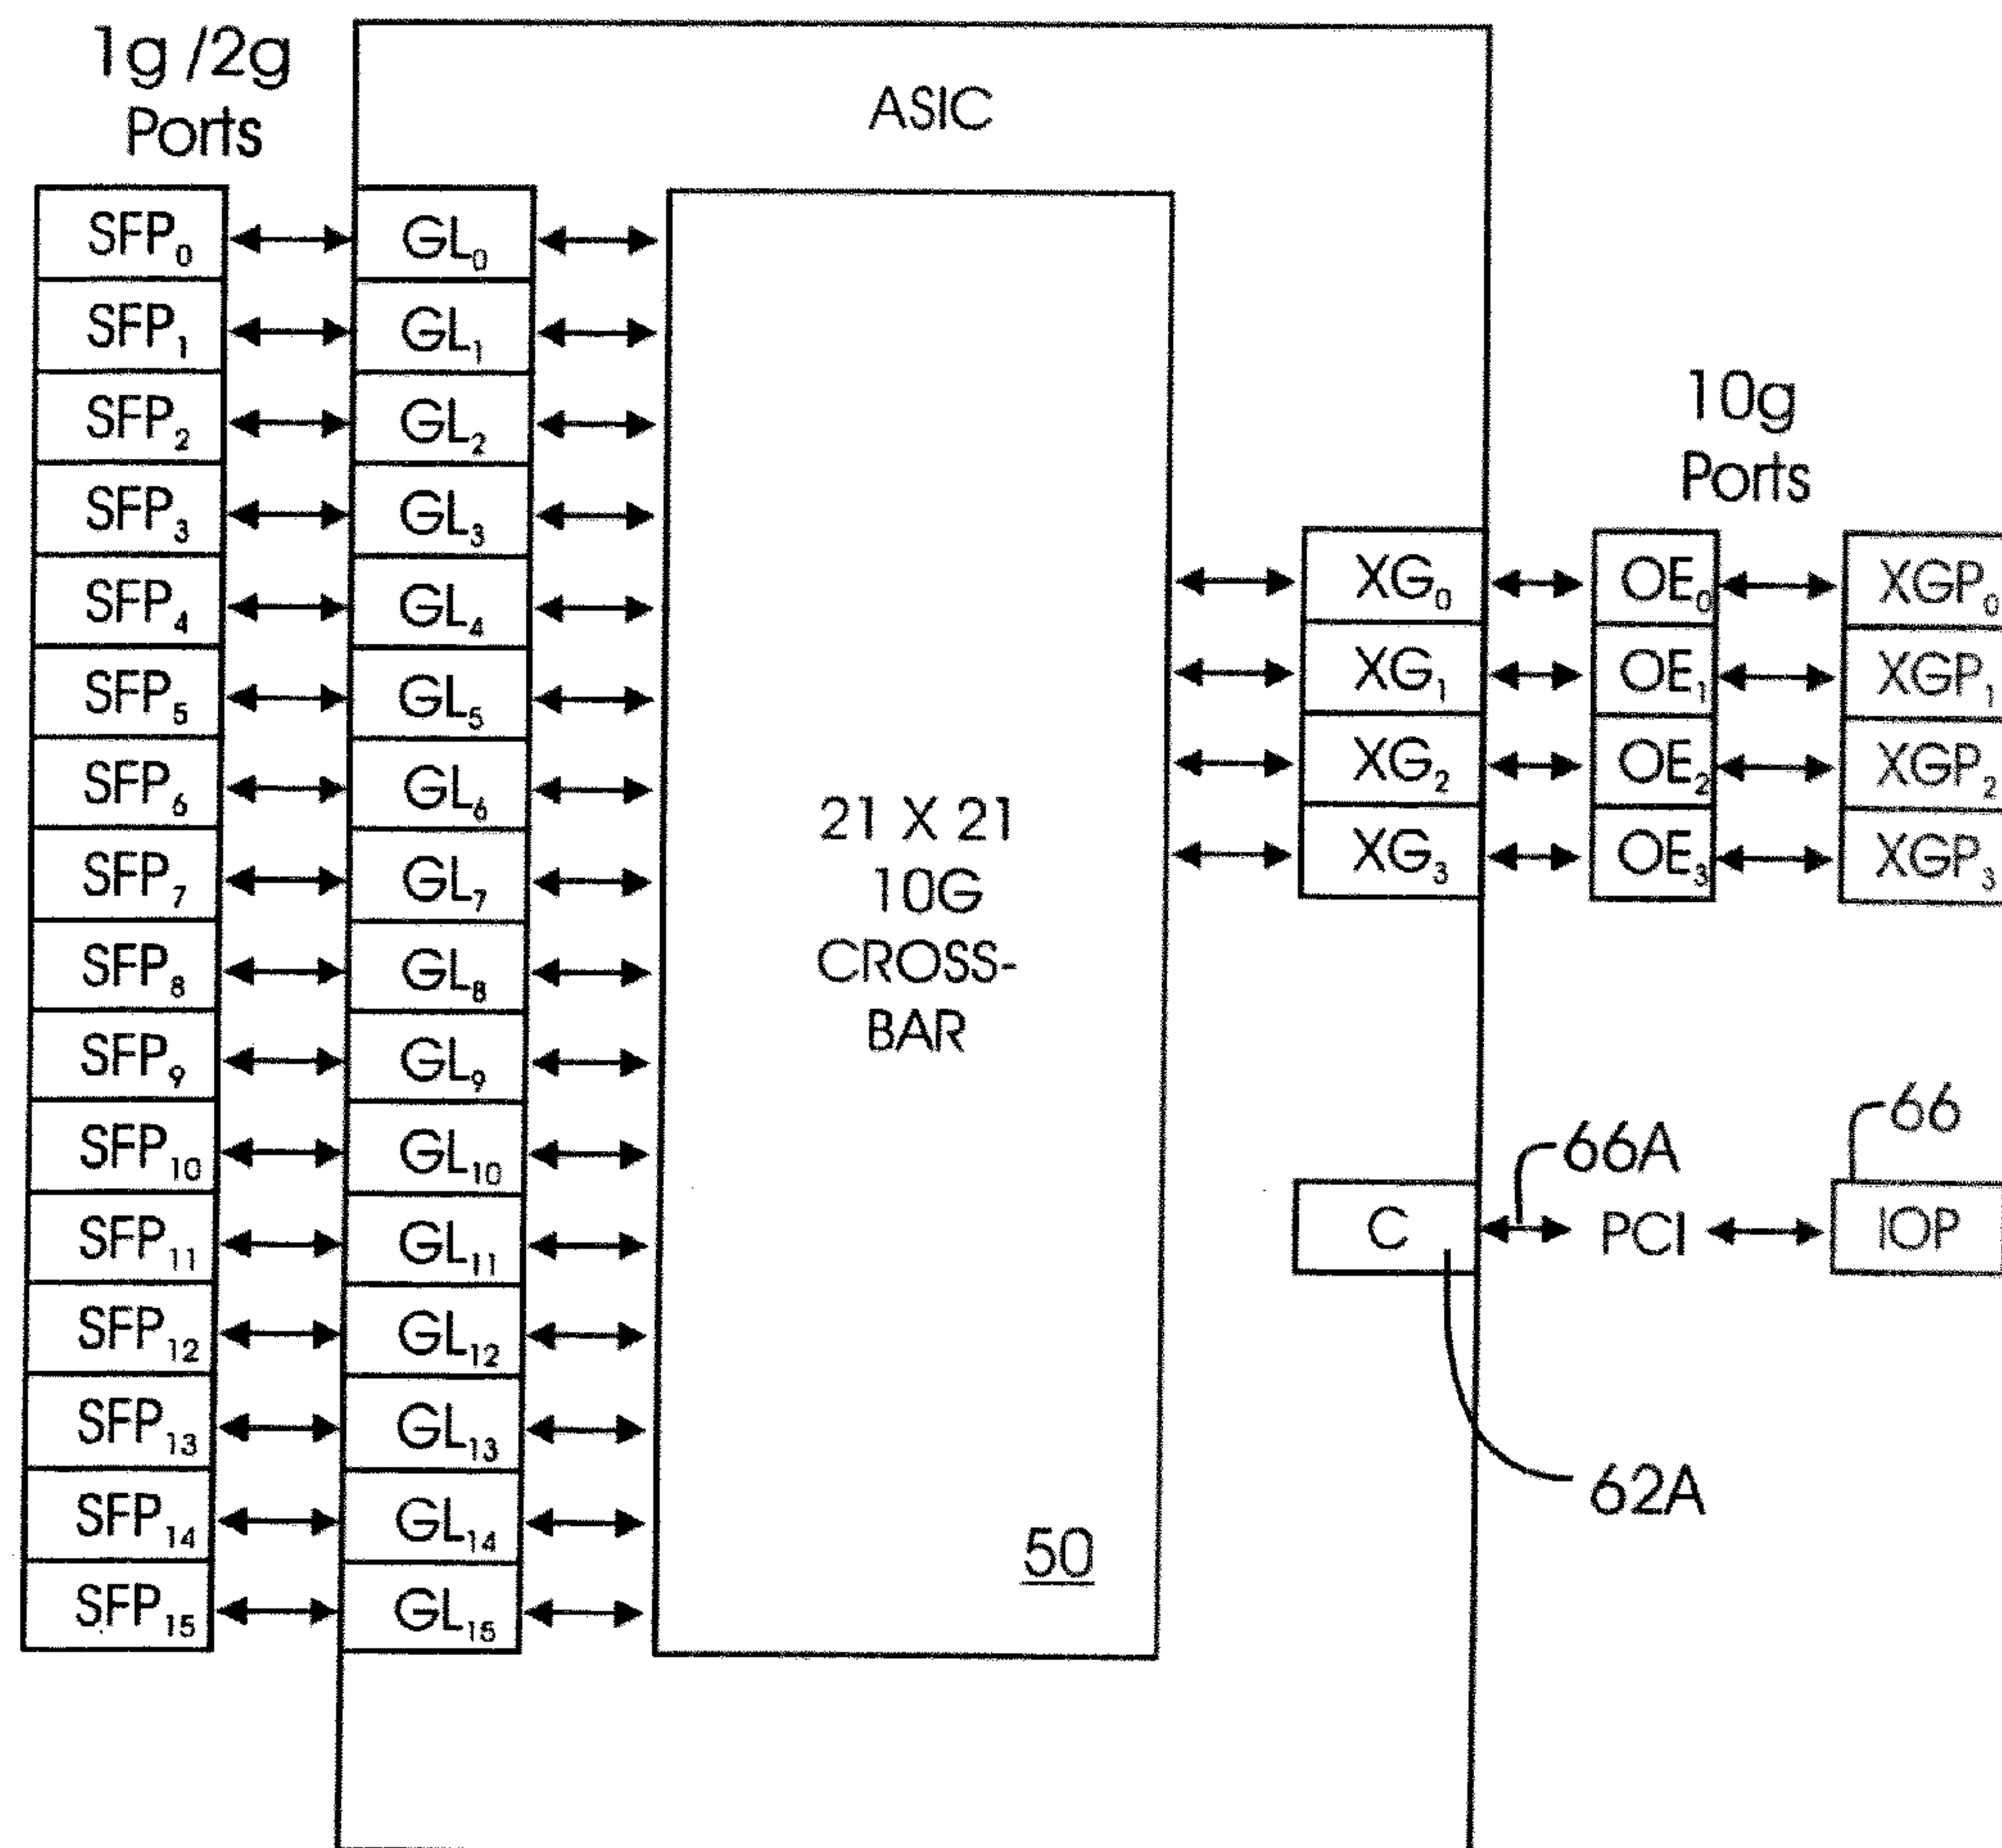 1g /2g
Ports
ASIC
SFP0
GL0
SFP1
GL1
SFP2
GL2
SFP3
GL3
SFP4
GL4
SFP5
GL5
SFP6
GL6
SFP7
GL7
SFP8
GL8
SFP9
GL9
SFP10
GL10
SFP11
GL11
SFP12
GL12
SFP13
GL13
SFP14
GL14
SFP15
GL15
21 X 21
10G
CROSS-
BAR
50
10g
Ports
XG0
OE0
XGP0
XG1
OE1
XGP1
XG2
OE2
XGP2
XG3
OE3
XGP3
66
66A
C
PCI
IOP
62A